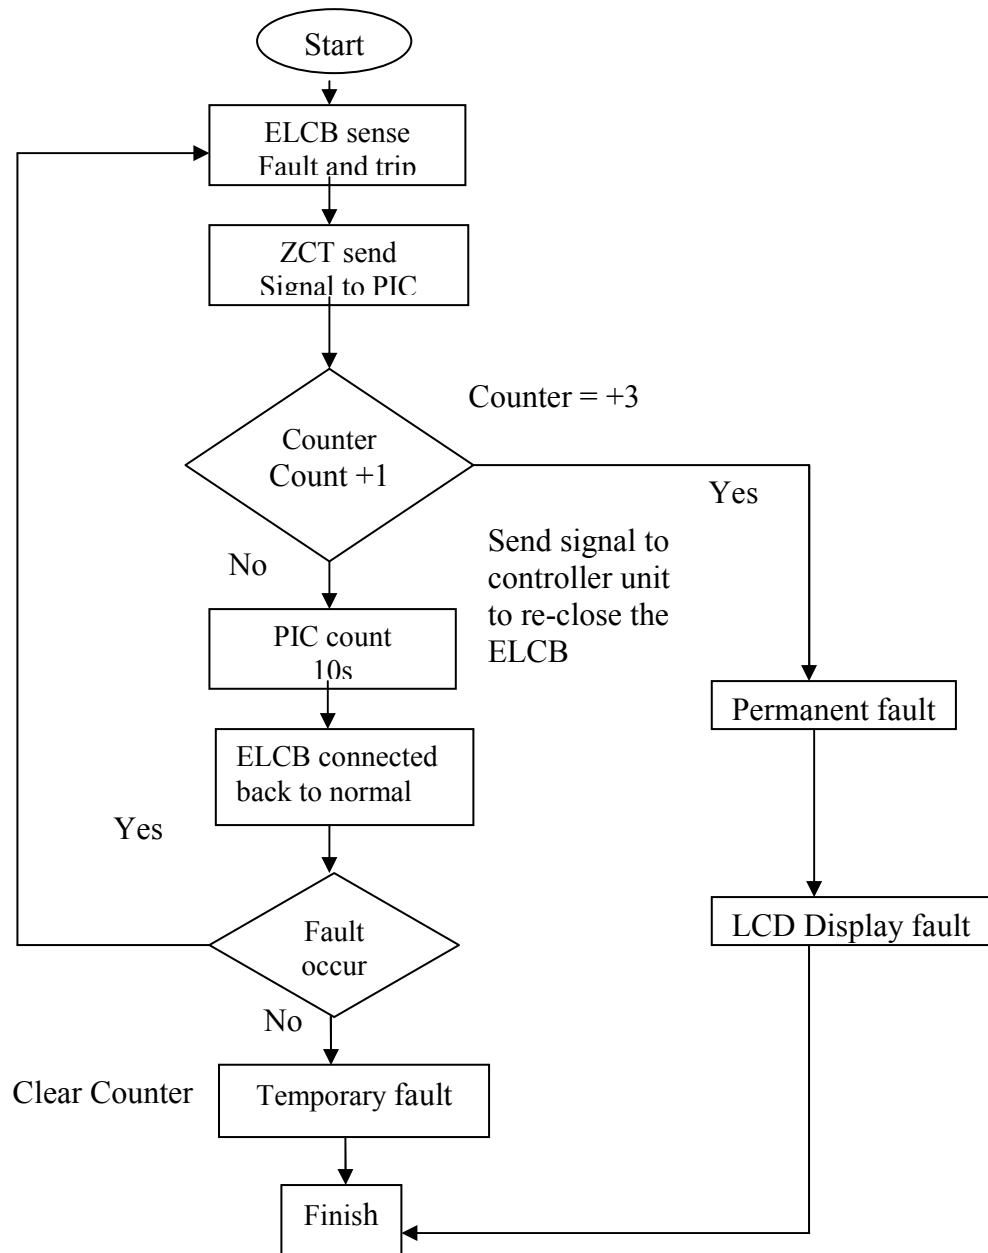 Start
ELCB sense
Fault and trip
ZCT send
Signal to PIC
Counter = +3
Counter
Count +1
Yes
No
Send signal to
controller unit
to re-close the
ELCB
PIC count
10s
Permanent fault
ELCB connected
back to normal
Yes
LCD Display fault
Fault
occur
No
Clear Counter
Temporary fault
Finish